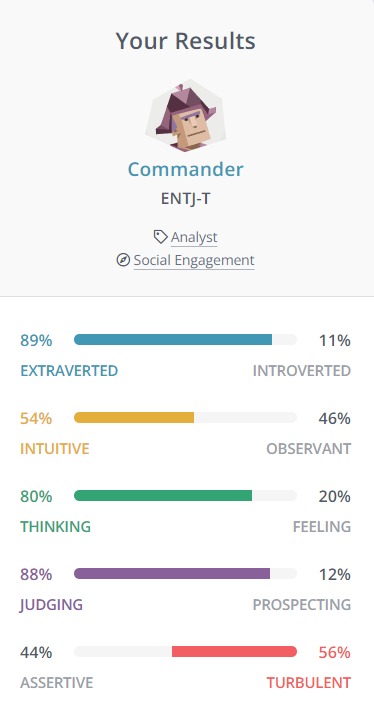 Your Results
Commander
ENTJ-T
Analyst
Social Engagement
89% 11%
EXTRAVERTED INTROVERTED
54% 46%
INTUITIVE OBSERVANT
80% 20%
THINKING FEELING
88% 12%
JUDGING PROSPECTING
44% 56%
ASSERTIVE TURBULENT